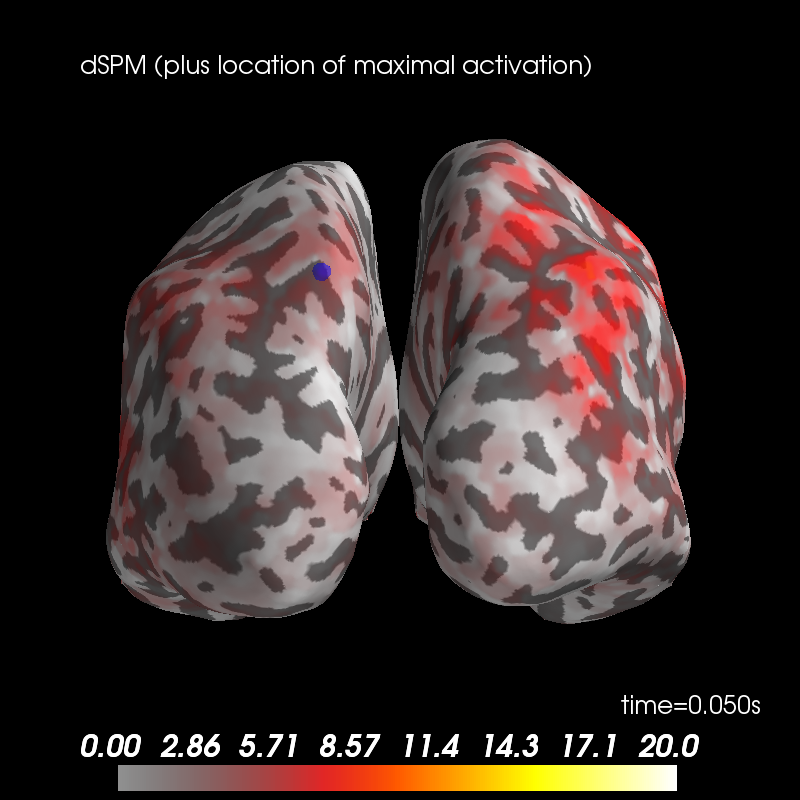 dSPM (plus location of maximal activation)
time=0.050s
0.00 2.86 5.71 8.57 11.4 14.3 17.1 20.0